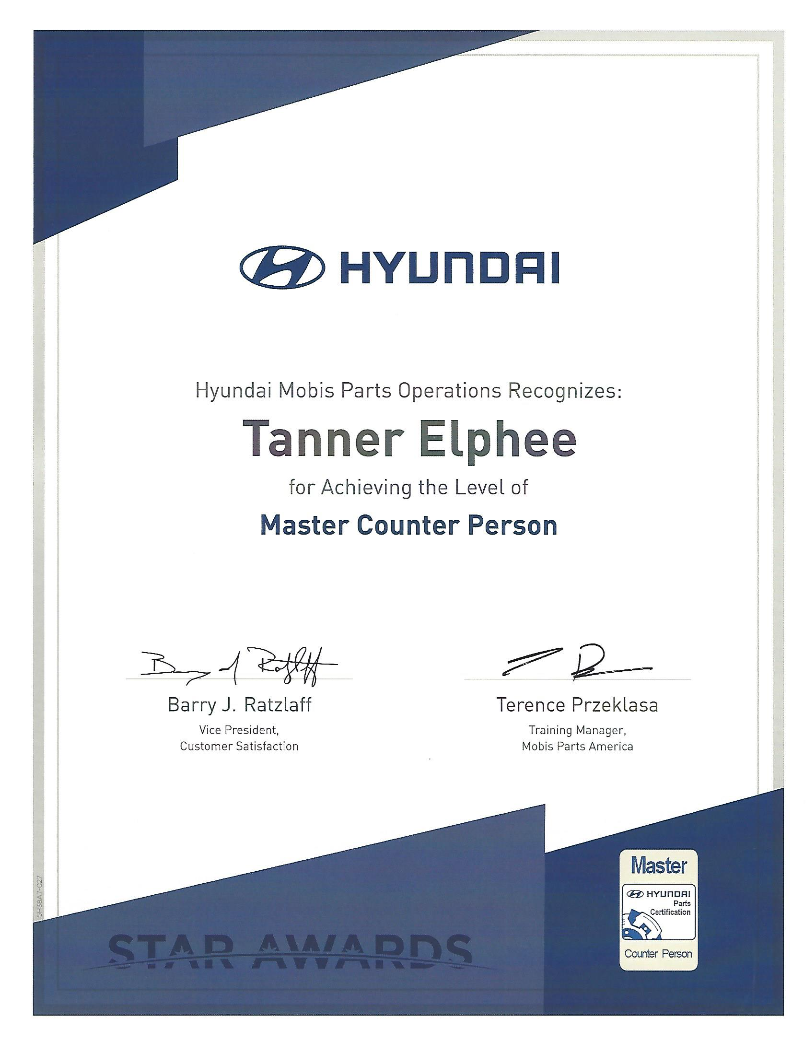 HYUNDAI
Hyundai Mobis Parts Operations Recognizes:
Tanner Elphee
for Achieving the Level of
Master Counter Person
Barry J. Ratzlaff
Vice President,
Customer Satisfaction
Terence Przeklasa
Training Manager,
Mobis Parts America
Master
HYUNDAI
Parts
Certification
Counter Person
STAR AWARDS